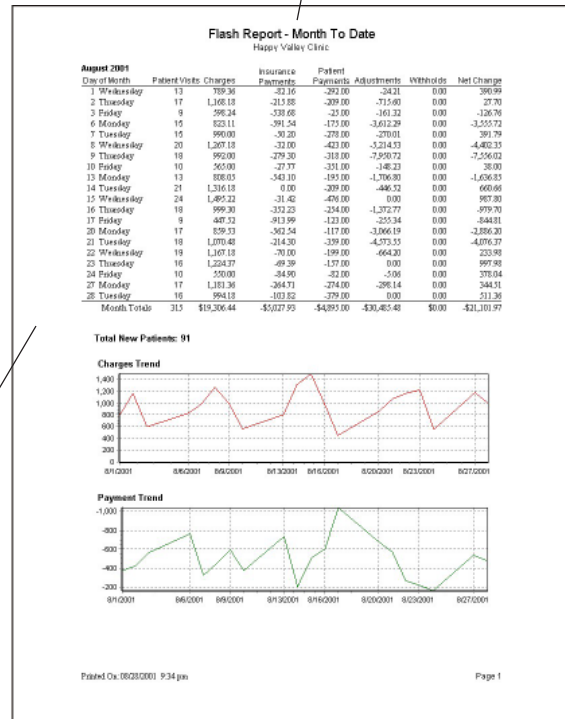 Flash Report - Month To Date
Happy Valley Clinic
August 2001
Day of Month Patient Visits Charges Insurance Payments Patient Payments Adjustments Withholds Net Change
1 Wednesday 13 789.36 -82.16 -292.00 -24.21 0.00 390.99
2 Thursday 17 1,168.18 -215.88 -209.00 -715.60 0.00 27.70
3 Friday 9 598.24 -538.68 -25.00 -161.32 0.00 -126.76
6 Monday 15 823.11 -591.54 -175.00 -3,612.29 0.00 -3,555.72
7 Tuesday 15 990.00 -50.20 -278.00 -270.01 0.00 391.79
8 Wednesday 20 1,267.18 -32.00 -423.00 -5,214.53 0.00 -4,402.35
9 Thursday 18 992.00 -279.30 -318.00 -7,950.72 0.00 -7,556.02
10 Friday 10 565.00 -27.77 -351.00 -148.23 0.00 38.00
13 Monday 13 808.05 -543.10 -195.00 -1,706.80 0.00 -1,636.85
14 Tuesday 21 1,316.18 0.00 -209.00 -446.52 0.00 660.66
15 Wednesday 24 1,495.22 -31.42 -476.00 0.00 0.00 987.80
16 Thursday 18 999.30 -352.23 -254.00 -1,372.77 0.00 -979.70
17 Friday 9 447.52 -913.99 -123.00 -255.34 0.00 -844.81
20 Monday 17 859.53 -562.54 -117.00 -3,066.19 0.00 -2,886.20
21 Tuesday 18 1,070.48 -214.30 -359.00 -4,573.55 0.00 -4,076.37
22 Wednesday 19 1,167.18 -70.00 -199.00 -664.20 0.00 233.98
23 Thursday 16 1,224.37 -69.39 -157.00 0.00 0.00 997.98
24 Friday 10 550.00 -84.90 -82.00 -5.06 0.00 378.04
27 Monday 17 1,181.36 -264.71 -274.00 -298.14 0.00 344.51
28 Tuesday 16 994.18 -103.82 -379.00 0.00 0.00 511.36
Month Totals 315 $19,306.44 -$5,027.93 -$4,895.00 -$30,485.48 $0.00 -$21,101.97
Total New Patients: 91
Charges Trend
1,400
1,200
1,000
800
600
400
200
0
8/1/2001 8/6/2001 8/9/2001 8/13/2001 8/16/2001 8/20/2001 8/23/2001 8/27/2001
Payment Trend
-1,000
-800
-600
-400
-200
8/1/2001 8/6/2001 8/9/2001 8/13/2001 8/16/2001 8/20/2001 8/23/2001 8/27/2001
Printed On: 08/28/2001 9:34 pm Page 1